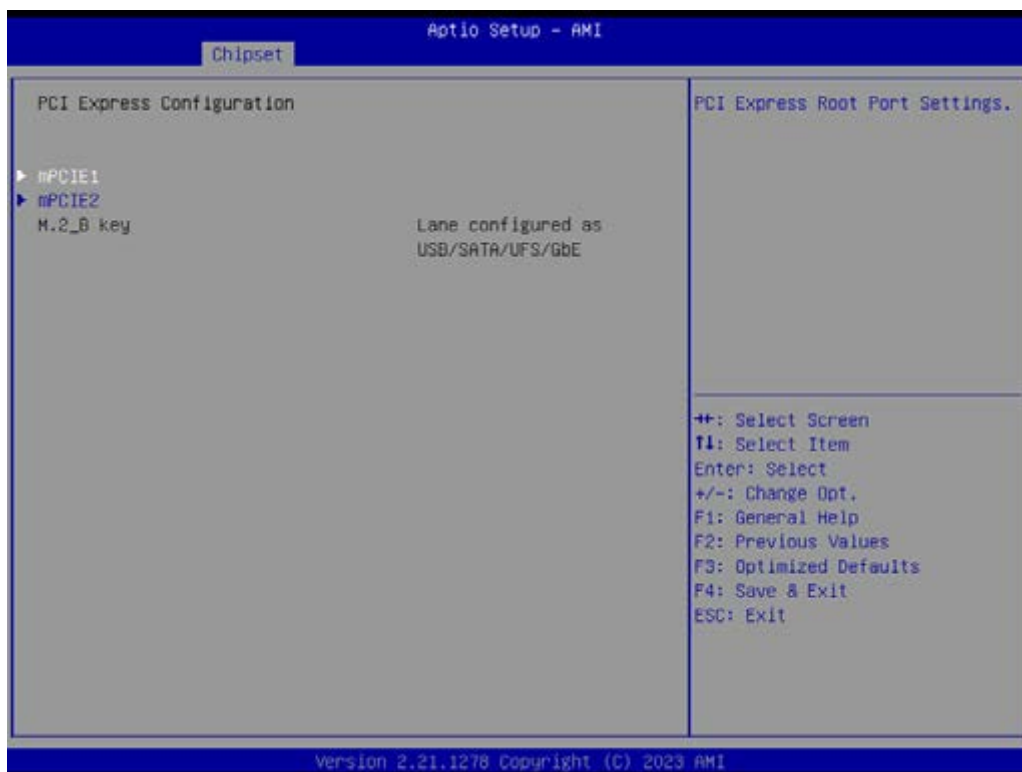 Aptio Setup - AMI
Chipset
PCI Express Configuration
mPCIE1
mPCIE2
M.2_B key Lane configured as
USB/SATA/UFS/GbE
PCI Express Root Port Settings.
→←: Select Screen
↑↓: Select Item
Enter: Select
+/-: Change Opt.
F1: General Help
F2: Previous Values
F3: Optimized Defaults
F4: Save & Exit
ESC: Exit
Version 2.21.1278 Copyright (C) 2023 AMI